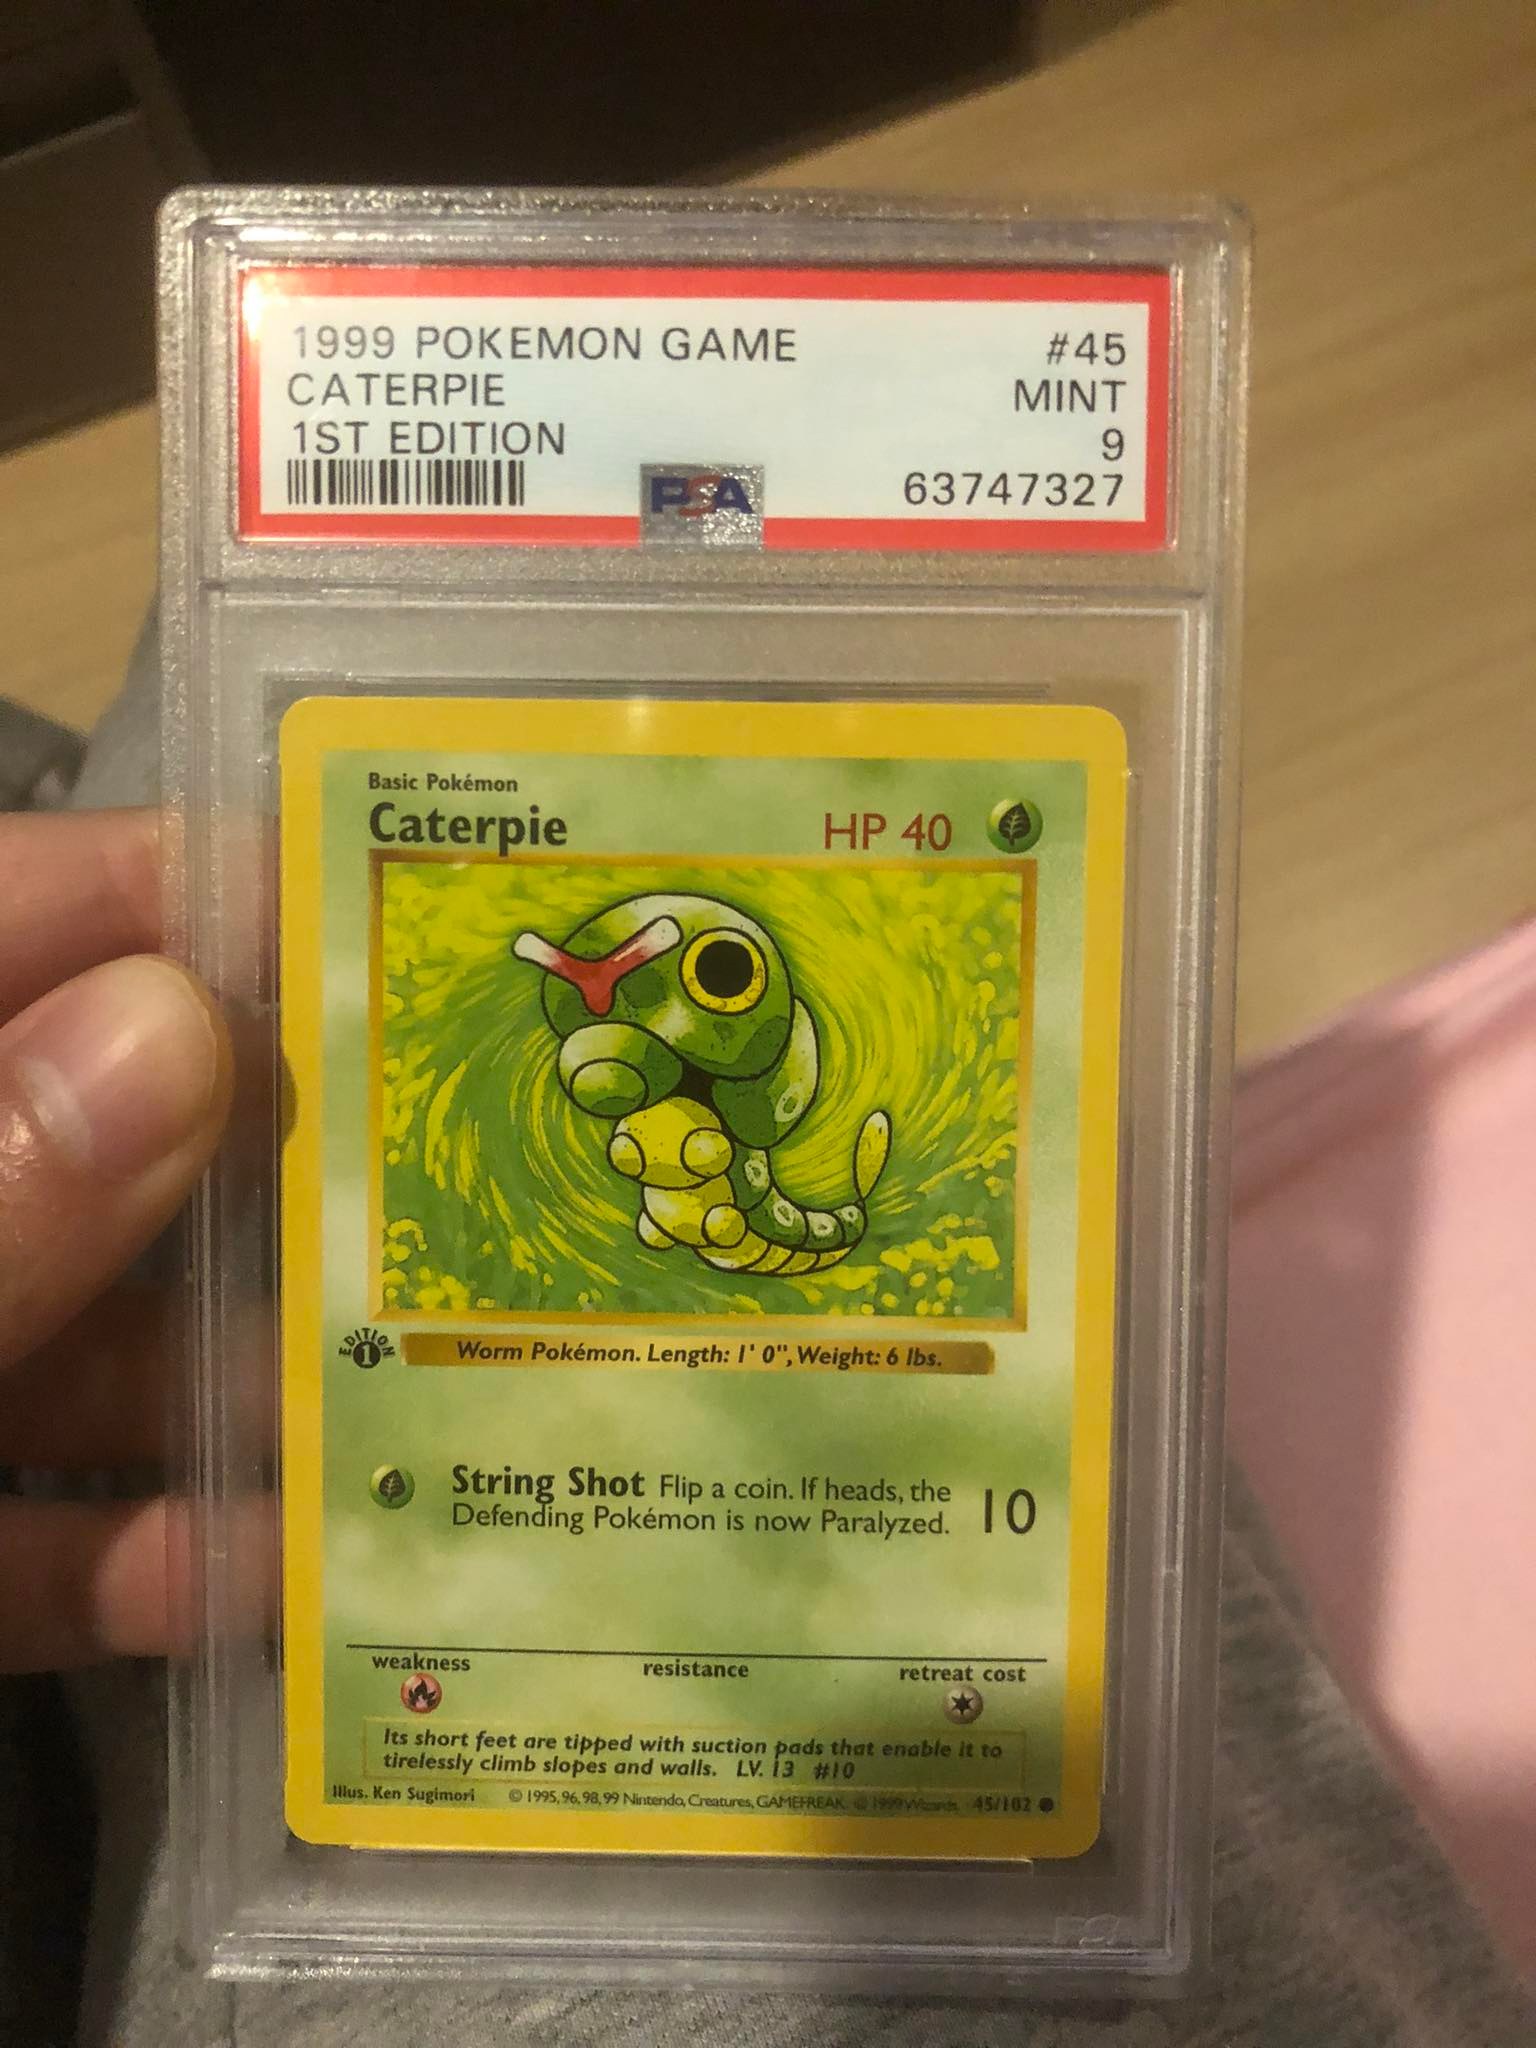 1999 POKEMON GAME #45
CATERPIE MINT
1ST EDITION 9
PSA 63747327
Basic Pokémon
Caterpie HP 40
EDITION 1 Worm Pokémon. Length: 1' 0", Weight: 6 lbs.
String Shot Flip a coin. If heads, the 10
Defending Pokémon is now Paralyzed.
weakness resistance retreat cost
Its short feet are tipped with suction pads that enable it to
tirelessly climb slopes and walls. LV. 13 #10
Illus. Ken Sugimori © 1995, 96, 98, 99 Nintendo, Creatures, GAMEFREAK. © 1999 Wizards. 45/102
PSA